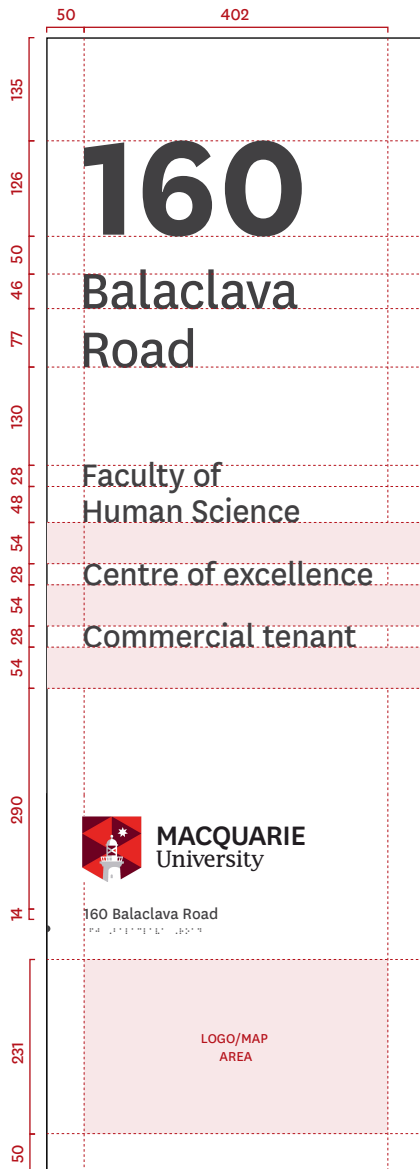 50 402
135
126
160
50
46
Balaclava
77
Road
130
28
Faculty of
48
Human Science
54
28
Centre of excellence
54
28
Commercial tenant
54
290
MACQUARIE
University
14
160 Balaclava Road
231
LOGO/MAP
AREA
50